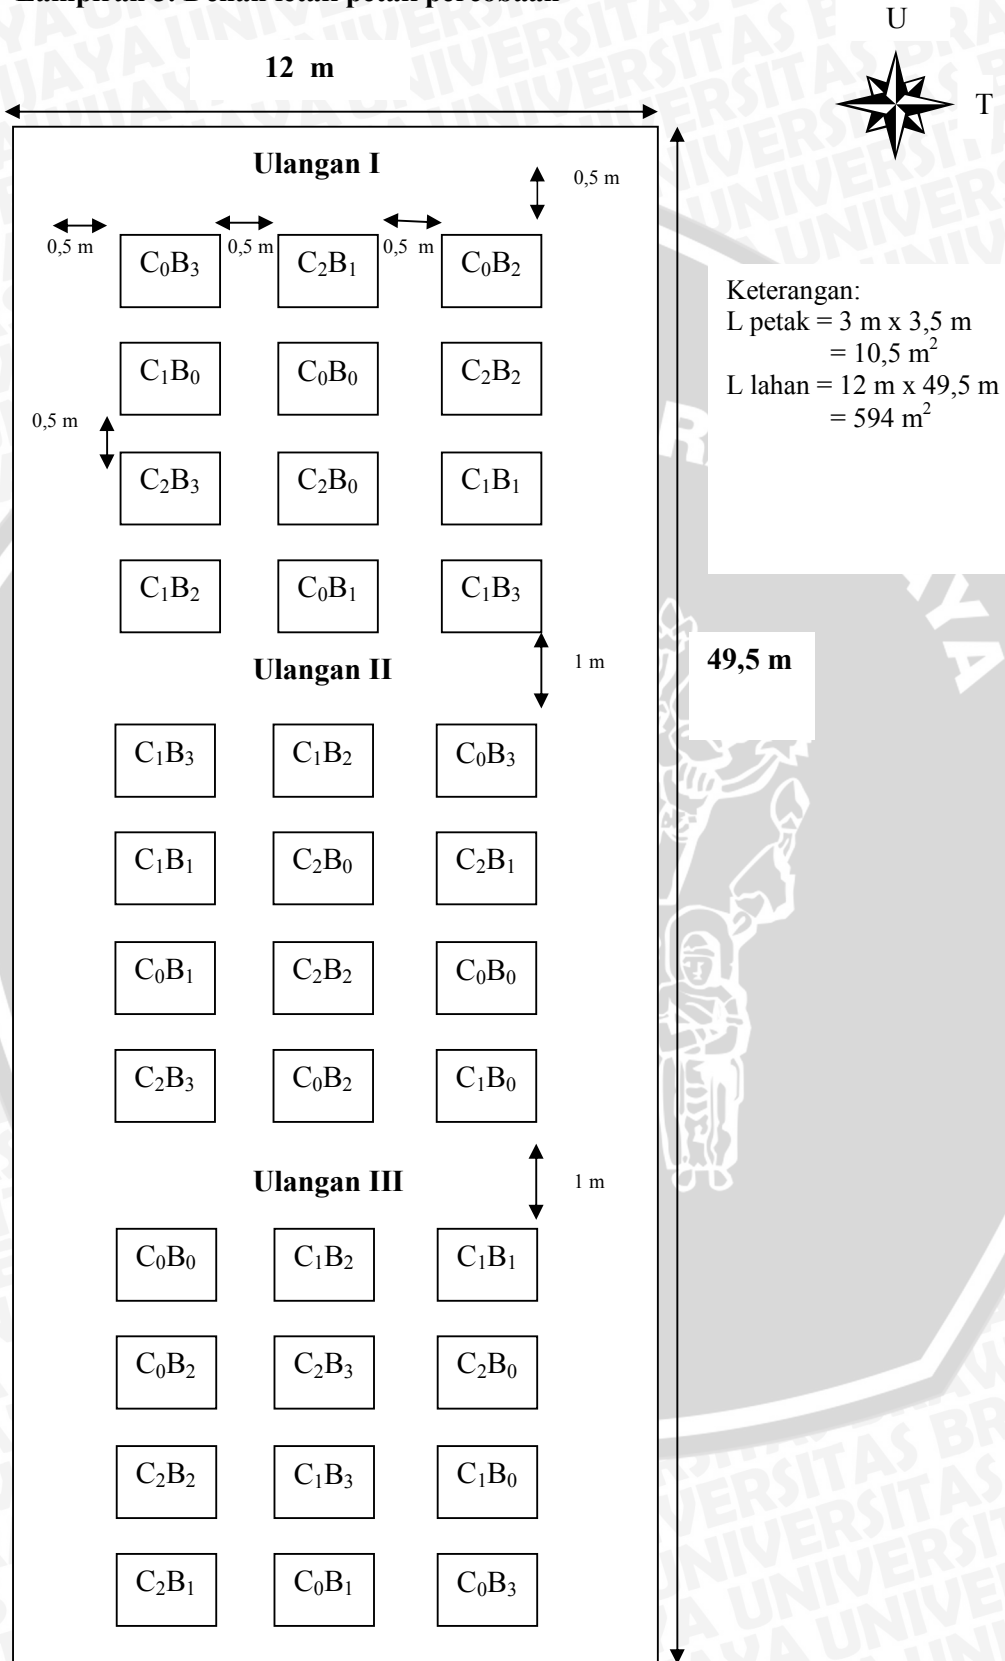 Lampiran 3. Denah letak petak percobaan
U
12 m
T
Ulangan I
0,5 m
0,5 m 0,5 m 0,5 m
C₀B₃ C₂B₁ C₀B₂
Keterangan:
L petak = 3 m x 3,5 m
= 10,5 m²
L lahan = 12 m x 49,5 m
= 594 m²
C₁B₀ C₀B₀ C₂B₂
0,5 m
C₂B₃ C₂B₀ C₁B₁
C₁B₂ C₀B₁ C₁B₃
Ulangan II
1 m
49,5 m
C₁B₃ C₁B₂ C₀B₃
C₁B₁ C₂B₀ C₂B₁
C₀B₁ C₂B₂ C₀B₀
C₂B₃ C₀B₂ C₁B₀
Ulangan III
1 m
C₀B₀ C₁B₂ C₁B₁
C₀B₂ C₂B₃ C₂B₀
C₂B₂ C₁B₃ C₁B₀
C₂B₁ C₀B₁ C₀B₃